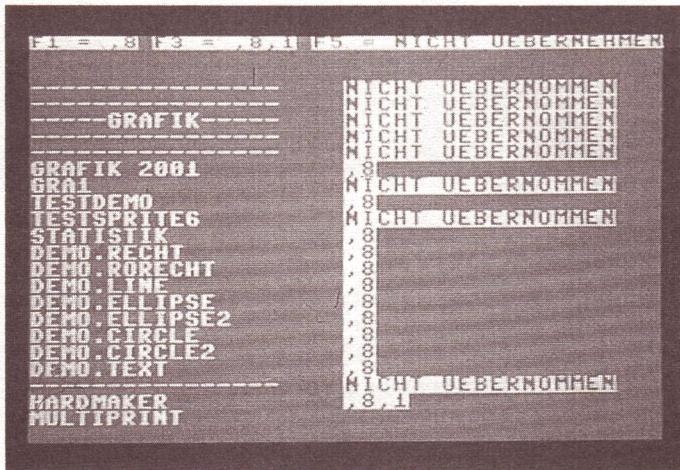 F1 = ,8 F3 = ,8,1 F5 = NICHT UEBERNEHMEN
---------------- NICHT UEBERNOMMEN
---------------- NICHT UEBERNOMMEN
-----GRAFIK----- NICHT UEBERNOMMEN
---------------- NICHT UEBERNOMMEN
---------------- NICHT UEBERNOMMEN
GRAFIK 2001 ,8
GRA1 NICHT UEBERNOMMEN
TESTDEMO ,8
TESTSPRITE6 NICHT UEBERNOMMEN
STATISTIK ,8
DEMO.RECHT ,8
DEMO.RORECHT ,8
DEMO.LINE ,8
DEMO.ELLIPSE ,8
DEMO.ELLIPSE2 ,8
DEMO.CIRCLE ,8
DEMO.CIRCLE2 ,8
DEMO.TEXT ,8
---------------- NICHT UEBERNOMMEN
HARDMAKER ,8,1
MULTIPRINT